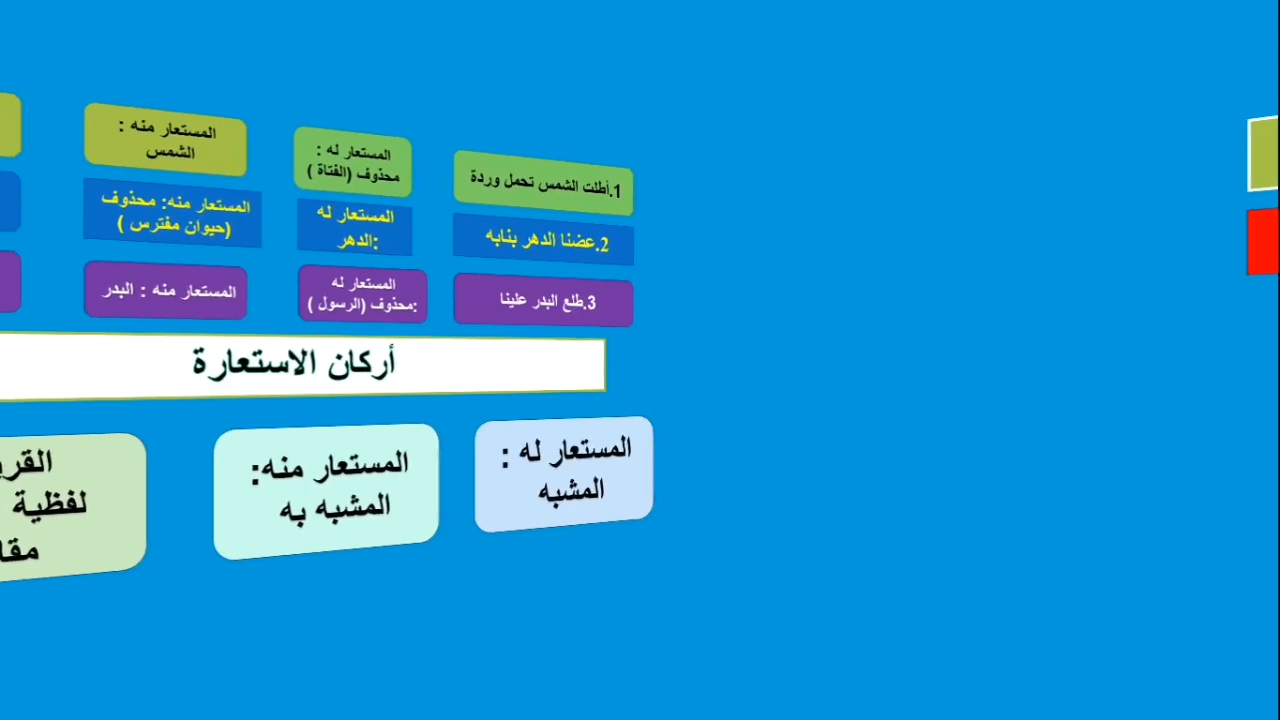 1.أطلت الشمس تحمل وردة
المستعار له :
محذوف (الفتاة )
المستعار منه :
الشمس
2.عضنا الدهر بنابه
المستعار له
:الدهر
المستعار منه: محذوف
(حيوان مفترس )
3.طلع البدر علينا
المستعار له
:محذوف (الرسول )
المستعار منه : البدر
أركان الاستعارة
المستعار له :
المشبه
المستعار منه:
المشبه به
لفظية